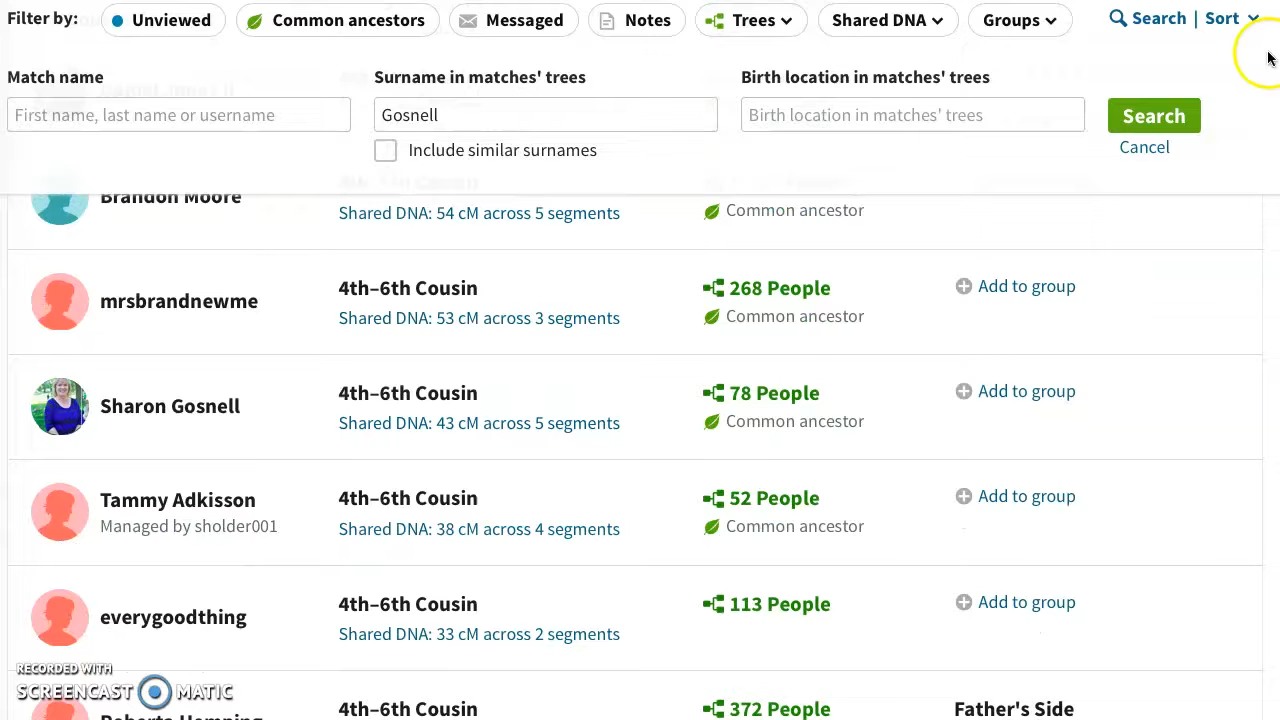 Filter by: Unviewed Common ancestors Messaged Notes Trees Shared DNA Groups Search | Sort
Match name Surname in matches' trees Birth location in matches' trees
First name, last name or username Gosnell Birth location in matches' trees Search
Include similar surnames Cancel
Brandon Moore
Shared DNA: 54 cM across 5 segments Common ancestor
mrsbrandnewme 4th–6th Cousin 268 People Add to group
Shared DNA: 53 cM across 3 segments Common ancestor
Sharon Gosnell 4th–6th Cousin 78 People Add to group
Shared DNA: 43 cM across 5 segments Common ancestor
Tammy Adkisson 4th–6th Cousin 52 People Add to group
Managed by sholder001 Shared DNA: 38 cM across 4 segments Common ancestor
everygoodthing 4th–6th Cousin 113 People Add to group
Shared DNA: 33 cM across 2 segments
RECORDED WITH
SCREENCAST MATIC
4th–6th Cousin 372 People Father's Side